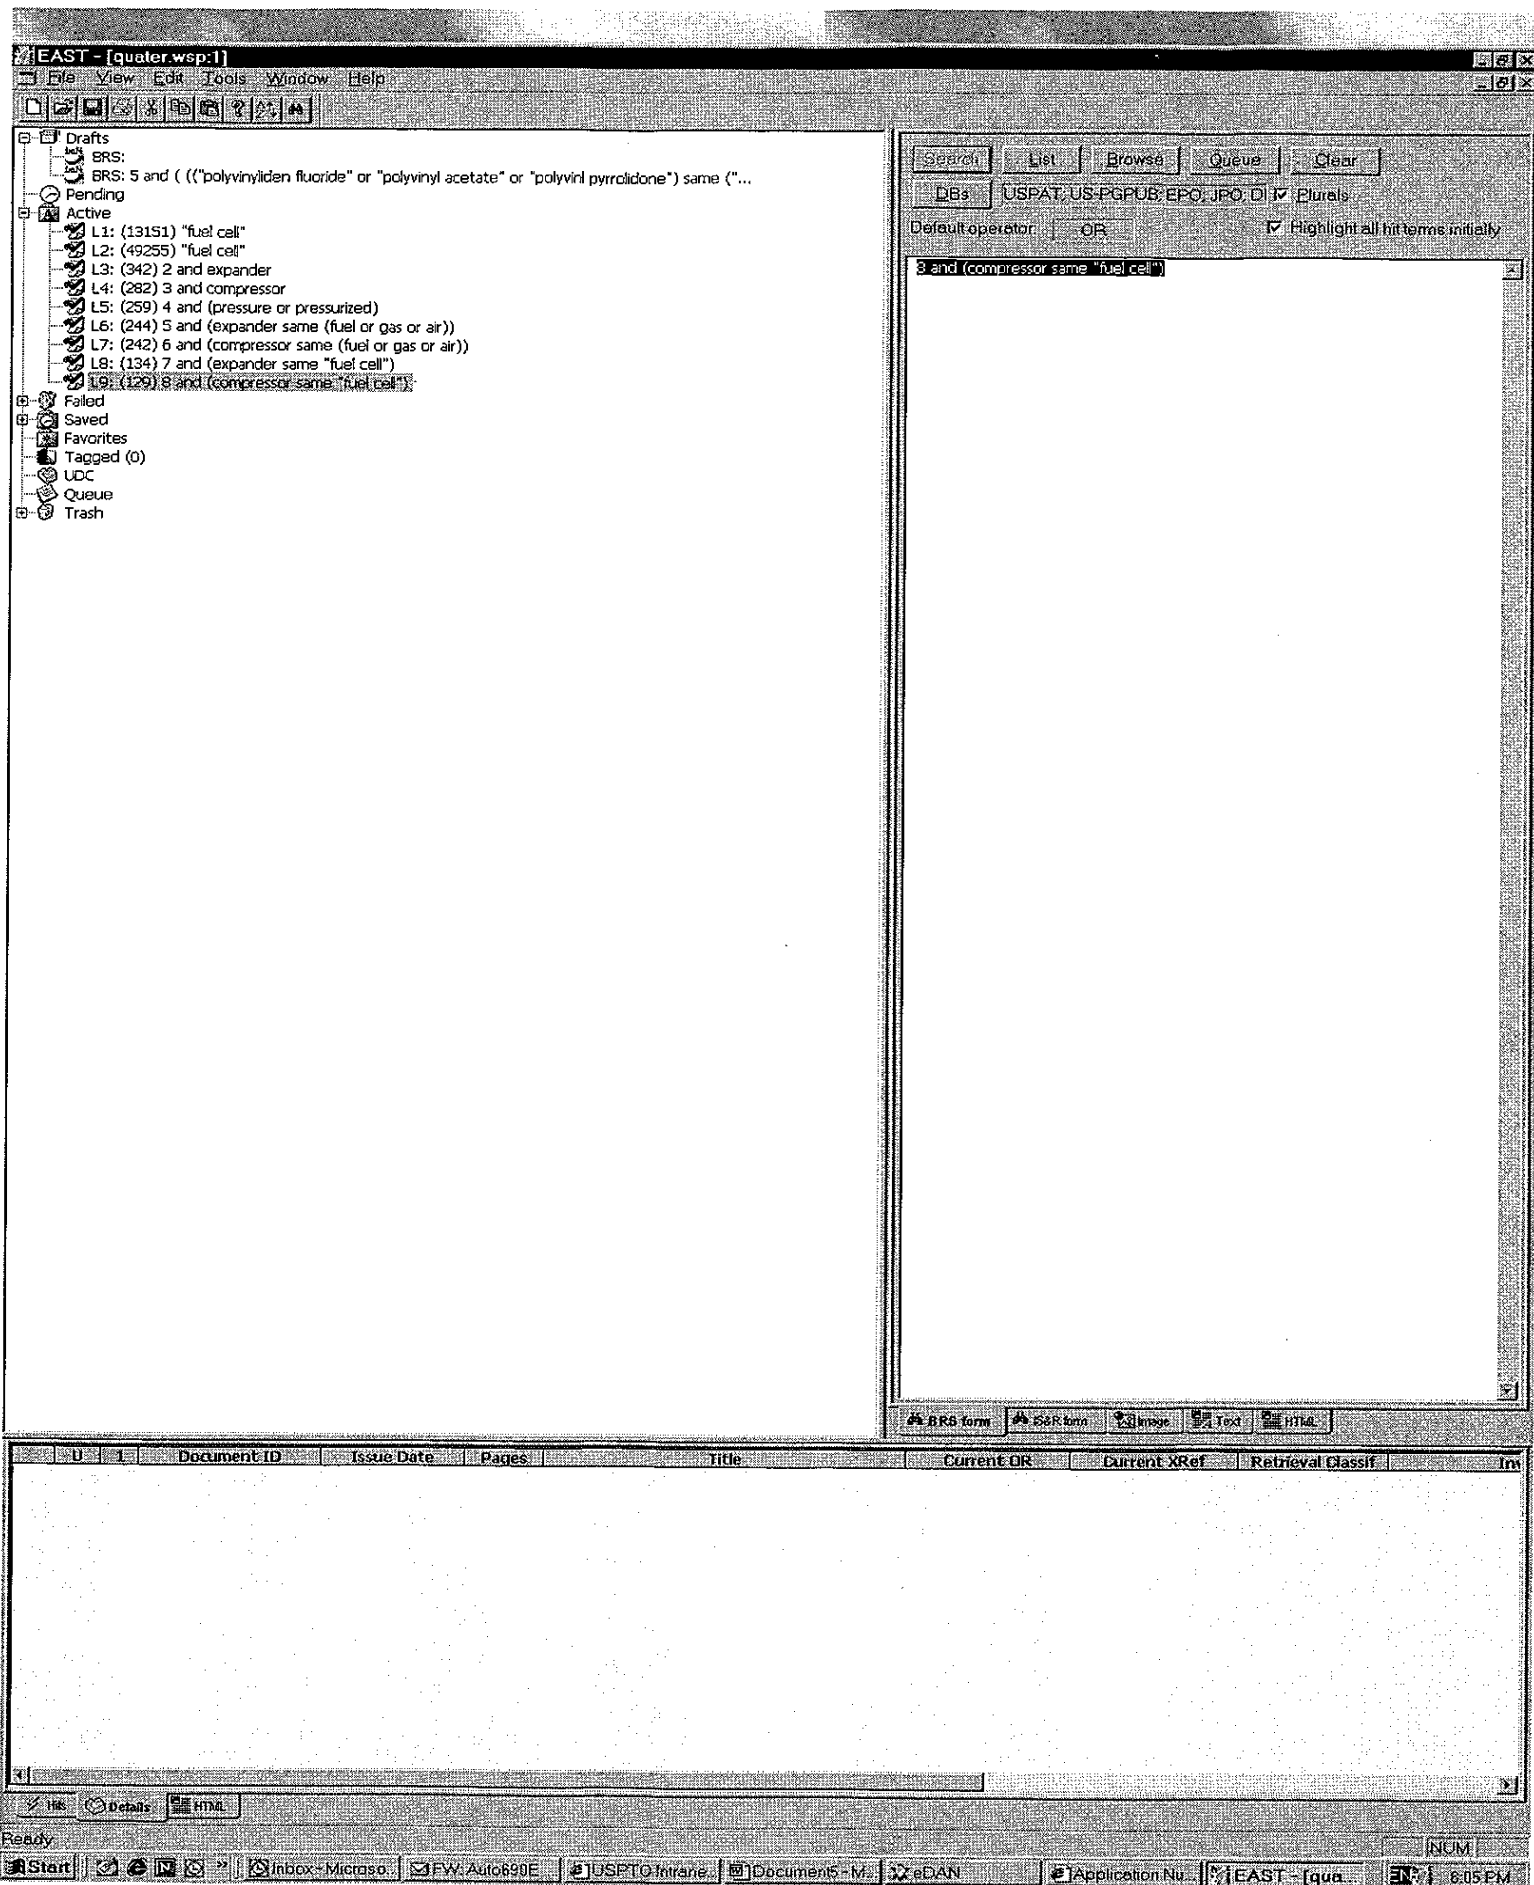 EAST - [quater.wsp:1]
File View Edit Tools Window Help
Drafts
BRS:
BRS: 5 and ( (("polyvinyliden fluoride" or "polyvinyl acetate" or "polyvinl pyrrolidone") same ("...
Pending
Active
L1: (13151) "fuel cell"
L2: (49255) "fuel cell"
L3: (342) 2 and expander
L4: (282) 3 and compressor
L5: (259) 4 and (pressure or pressurized)
L6: (244) 5 and (expander same (fuel or gas or air))
L7: (242) 6 and (compressor same (fuel or gas or air))
L8: (134) 7 and (expander same "fuel cell")
L9: (129) 8 and (compressor same "fuel cell")
Failed
Saved
Favorites
Tagged (0)
UDC
Queue
Trash
Search List Browse Queue Clear
DBs USPAT; US-PGPUB; EPO; JPO; D Plurals
Default operator: OR Highlight all hit terms initially
8 and (compressor same "fuel cell")
BRS form IS&R form Image Text HTML
U 1 Document ID Issue Date Pages Title Current OR Current XRef Retrieval Classif Inv
Hits Details HTML
Ready NUM
Start Inbox - Microso... FW: Auto690E USPTO Intrane... Document5 - M... eDAN Application Nu... EAST - [qua... EN 6:05 PM